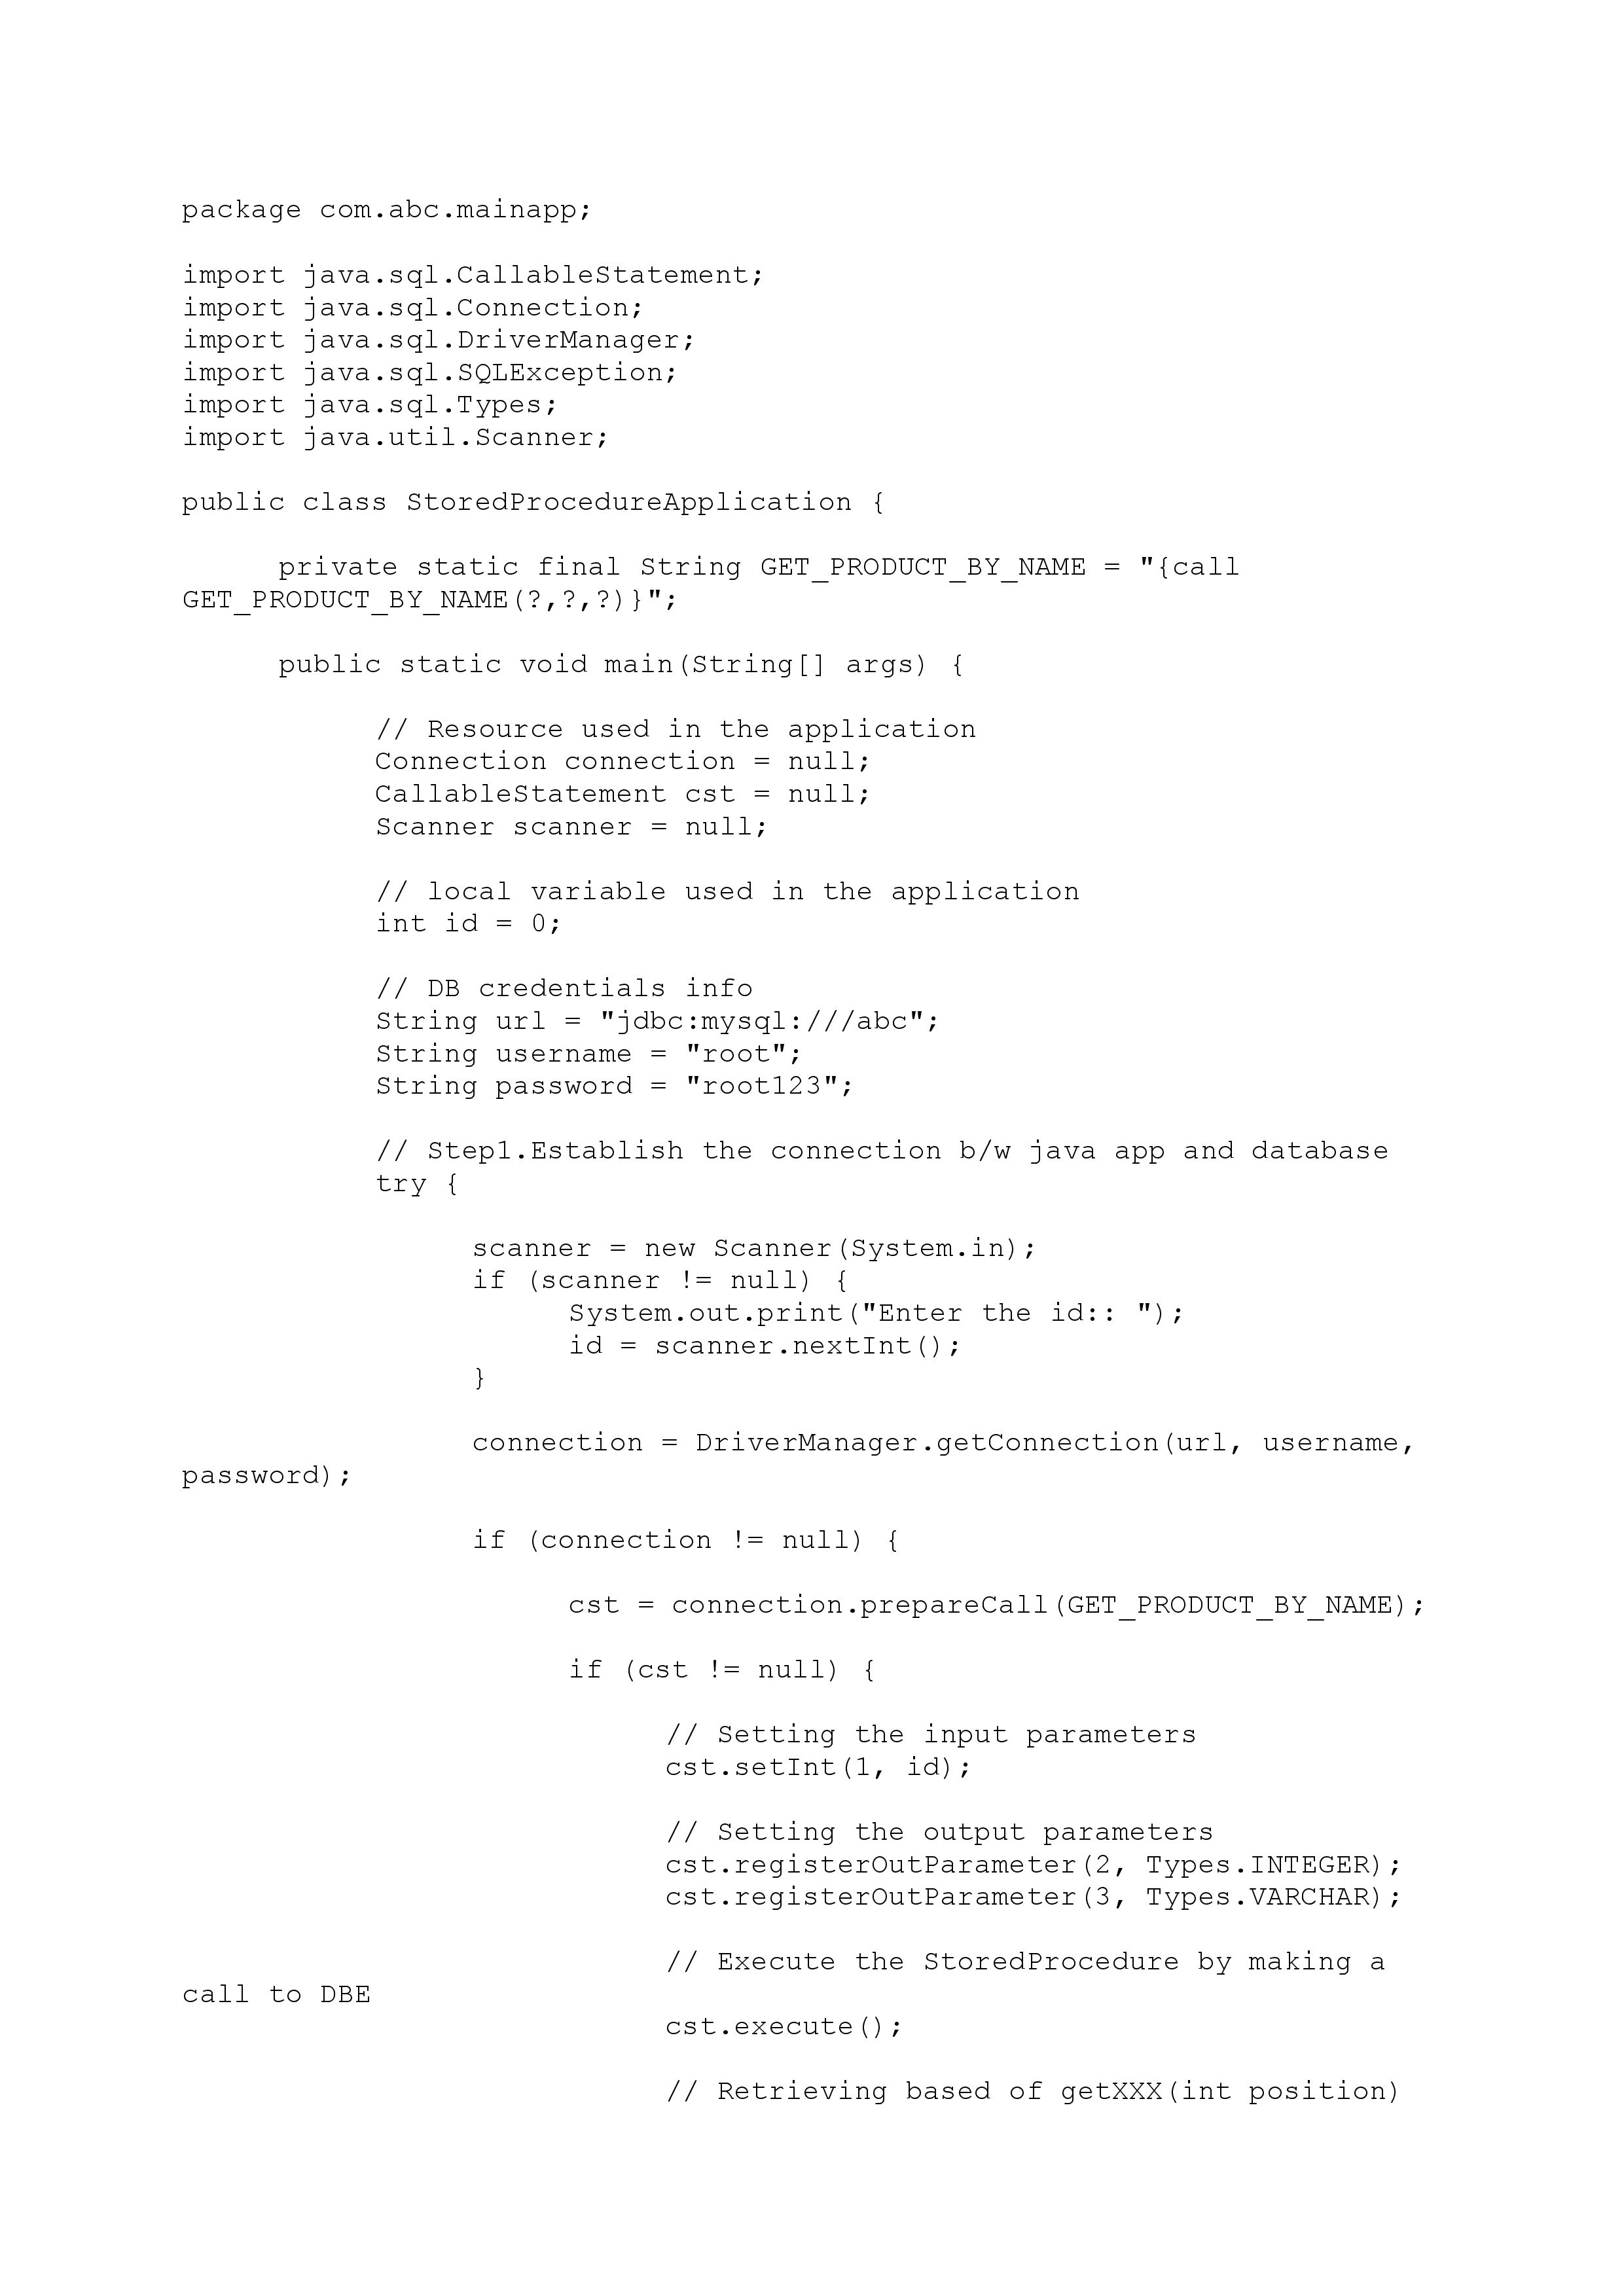 package com.abc.mainapp;
import java.sql.CallableStatement;
import java.sql.Connection;
import java.sql.DriverManager;
import java.sql.SQLException;
import java.sql.Types;
import java.util.Scanner;
public class StoredProcedureApplication {
private static final String GET_PRODUCT_BY_NAME = "{call
GET_PRODUCT_BY_NAME(?,?,?)}";
public static void main(String[] args) {
// Resource used in the application
Connection connection = null;
CallableStatement cst = null;
Scanner scanner = null;
// local variable used in the application
int id = 0;
// DB credentials info
String url = "jdbc:mysql:///abc";
String username = "root";
String password = "root123";
// Step1.Establish the connection b/w java app and database
try {
scanner = new Scanner(System.in);
if (scanner != null) {
System.out.print("Enter the id:: ");
id = scanner.nextInt();
}
connection = DriverManager.getConnection(url, username,
password);
if (connection != null) {
cst = connection.prepareCall(GET_PRODUCT_BY_NAME);
if (cst != null) {
// Setting the input parameters
cst.setInt(1, id);
// Setting the output parameters
cst.registerOutParameter(2, Types.INTEGER);
cst.registerOutParameter(3, Types.VARCHAR);
// Execute the StoredProcedure by making a
call to DBE
cst.execute();
// Retrieving based of getXXX(int position)